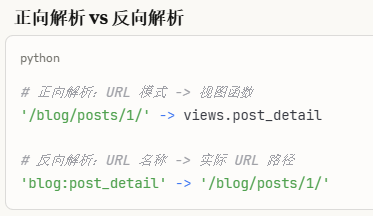 正向解析 vs 反向解析
python
# 正向解析：URL 模式 -> 视图函数
'/blog/posts/1/' -> views.post_detail
# 反向解析：URL 名称 -> 实际 URL 路径
'blog:post_detail' -> '/blog/posts/1/'